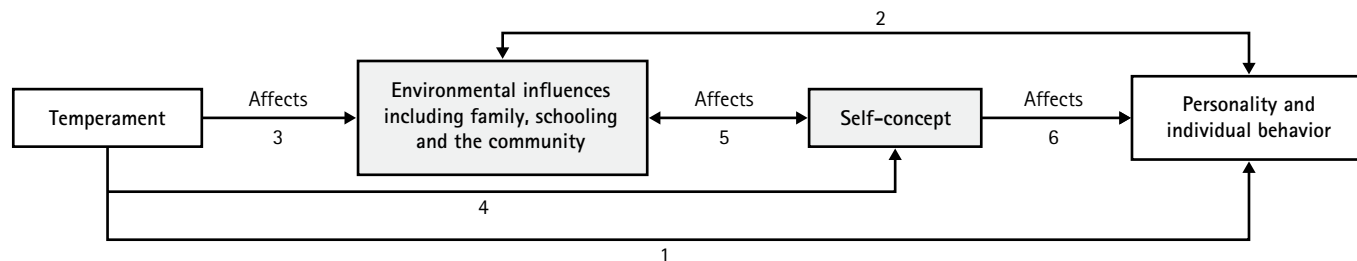 2
Temperament
Affects
3
Environmental influences
including family, schooling
and the community
Affects
5
Self-concept
Affects
6
Personality and
individual behavior
4
1